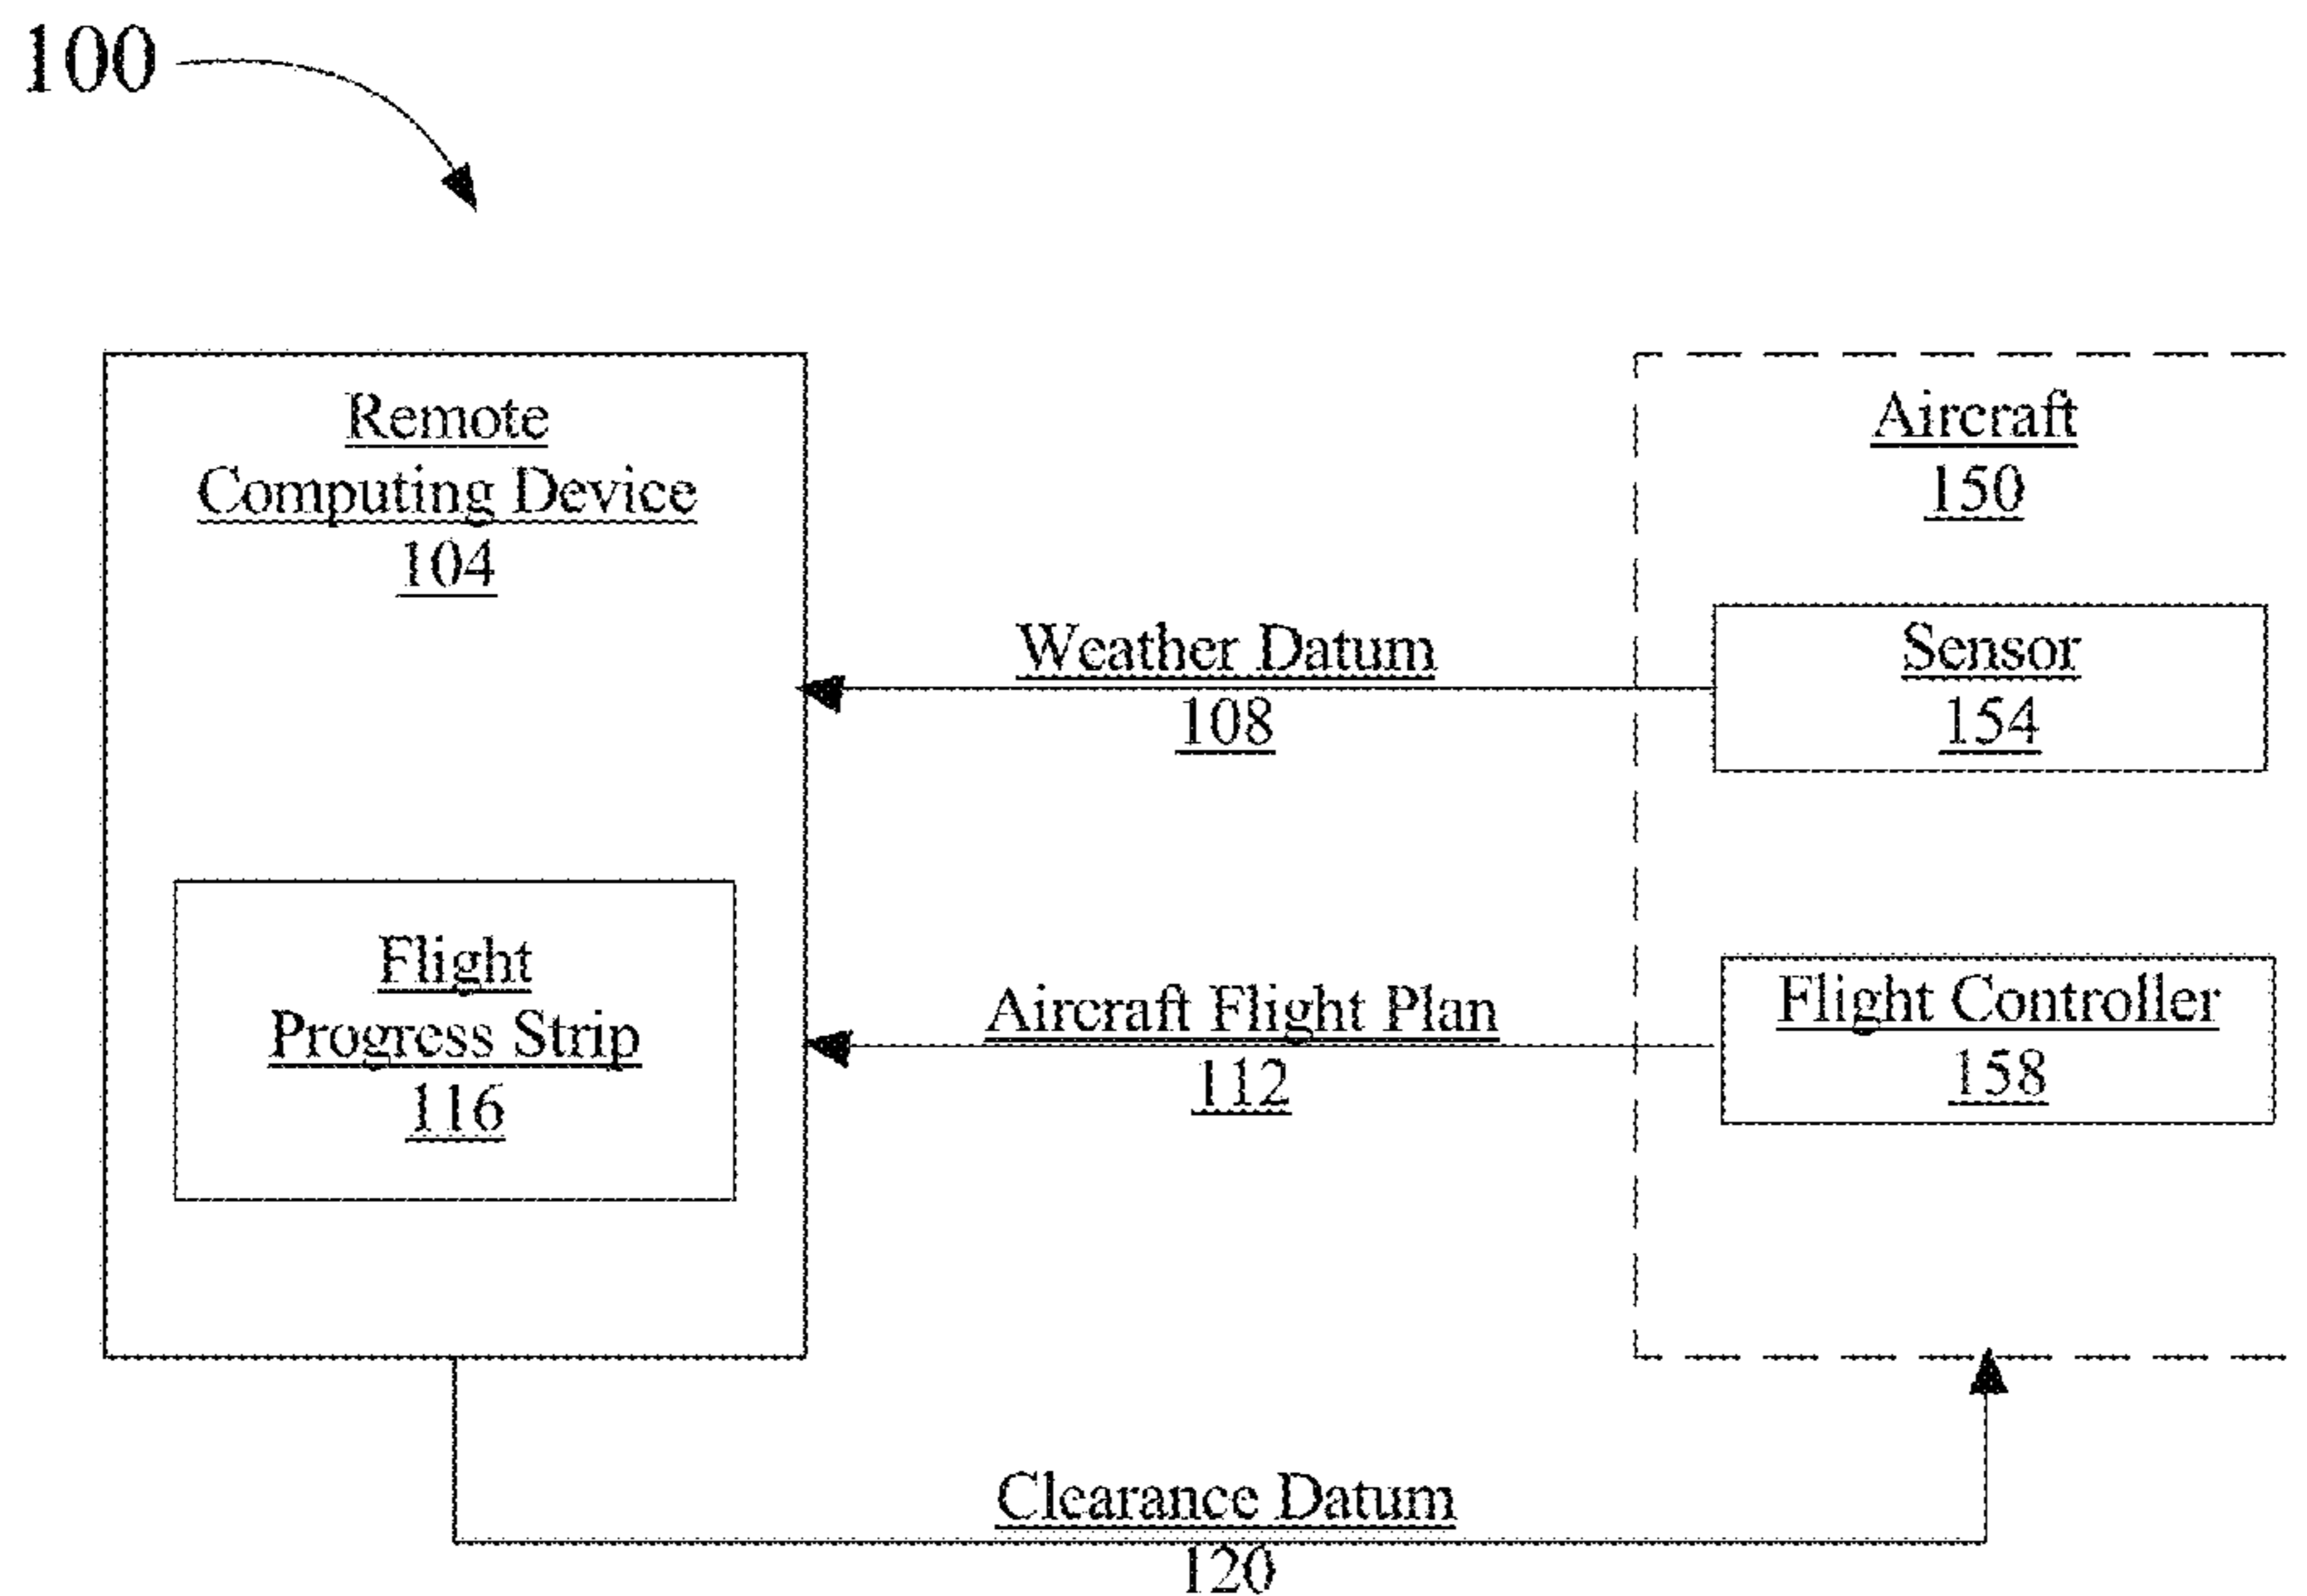 100
Remote
Computing Device
104
Aircraft
150
Weather Datum
108
Sensor
154
Flight
Progress Strip
116
Aircraft Flight Plan
112
Flight Controller
158
Clearance Datum
120